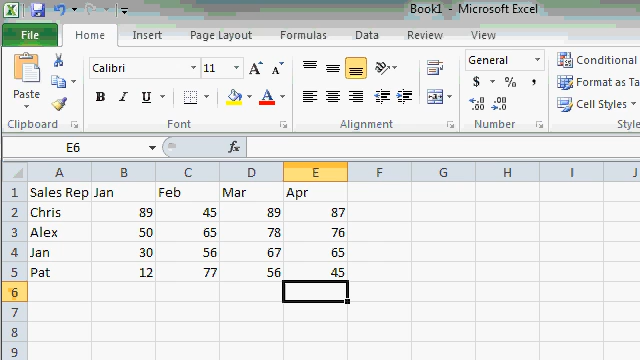 Book1 - Microsoft Excel
File Home Insert Page Layout Formulas Data Review View
Calibri 11 General Conditional
Format as Ta
Paste B I U A $ % , Cell Styles
Clipboard Font Alignment Number Style
E6 fx
A B C D E F G H I J
1 Sales Rep Jan Feb Mar Apr
2 Chris 89 45 89 87
3 Alex 50 65 78 76
4 Jan 30 56 67 65
5 Pat 12 77 56 45
6
7
8
9